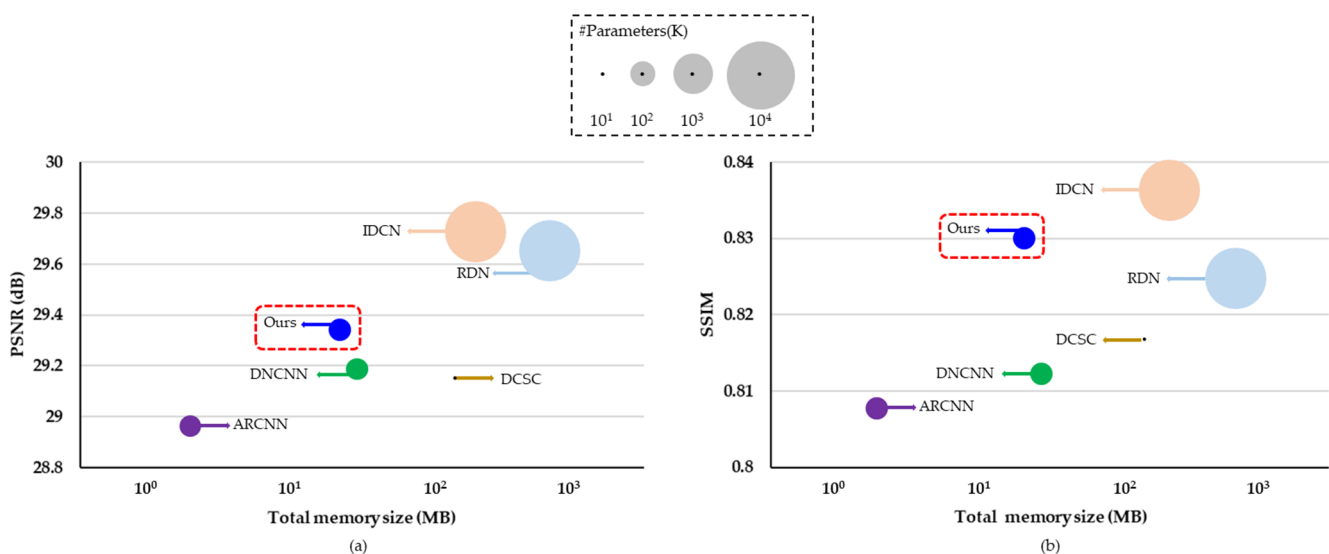 #Parameters(K)
10¹ 10² 10³ 10⁴
PSNR (dB)
30
29.8
29.6
29.4
29.2
29
28.8
IDCN
RDN
Ours
DNCNN
DCSC
ARCNN
10⁰ 10¹ 10² 10³
Total memory size (MB)
(a)
SSIM
0.84
0.83
0.82
0.81
0.8
IDCN
Ours
RDN
DCSC
DNCNN
ARCNN
10⁰ 10¹ 10² 10³
Total memory size (MB)
(b)